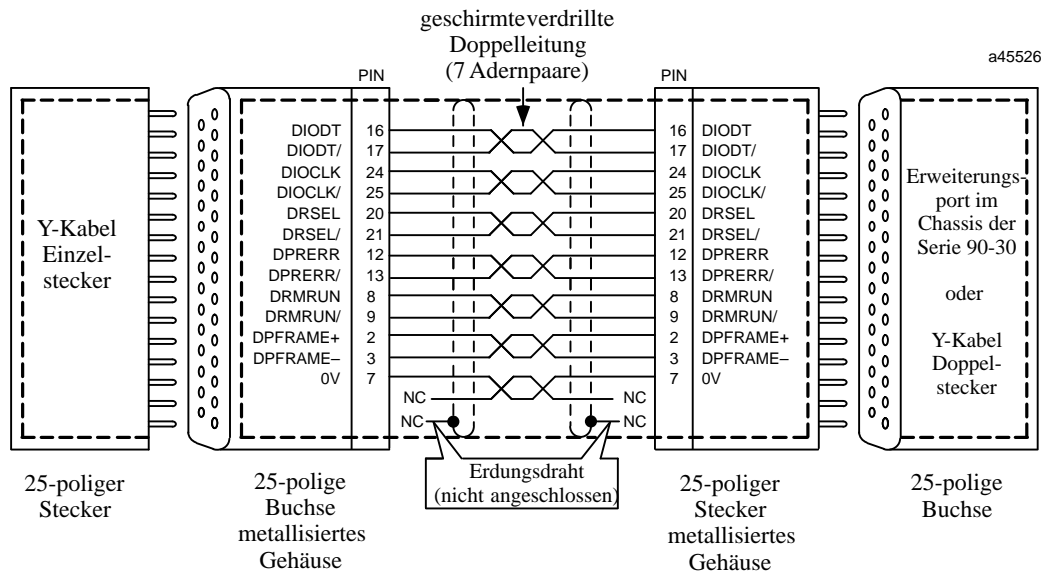 geschirmteverdrillte
Doppelleitung
(7 Adernpaare)
a45526
PIN PIN
DIODT 16 16 DIODT
DIODT/ 17 17 DIODT/
DIOCLK 24 24 DIOCLK
DIOCLK/ 25 25 DIOCLK/
DRSEL 20 20 DRSEL
DRSEL/ 21 21 DRSEL/
DPRERR 12 12 DPRERR
DPRERR/ 13 13 DPRERR/
DRMRUN 8 8 DRMRUN
DRMRUN/ 9 9 DRMRUN/
DPFRAME+ 2 2 DPFRAME+
DPFRAME– 3 3 DPFRAME–
0V 7 7 0V
NC NC
NC NC
Y-Kabel
Einzel-
stecker
Erweiterungs-
port im
Chassis der
Serie 90-30
oder
Y-Kabel
Doppel-
stecker
Erdungsdraht
(nicht angeschlossen)
25-poliger
Stecker
25-polige
Buchse
metallisiertes
Gehäuse
25-poliger
Stecker
metallisiertes
Gehäuse
25-polige
Buchse